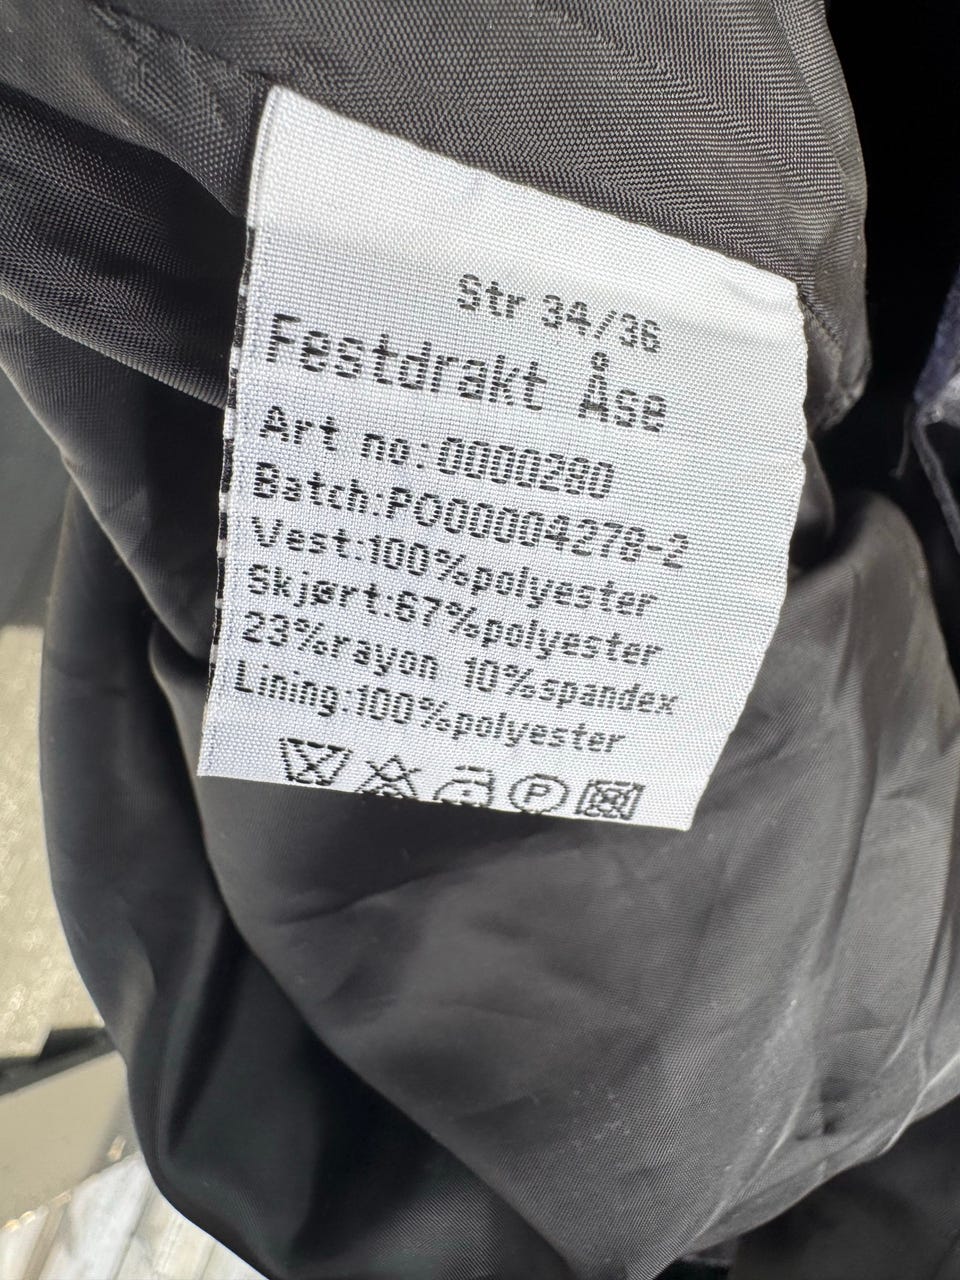 Str 34/36
Festdrakt Åse
Art no:0000280
Batch:PO00004278-2
Vest:100%polyester
Skjørt:67%polyester
23%rayon 10%spandex
Lining:100%polyester
P